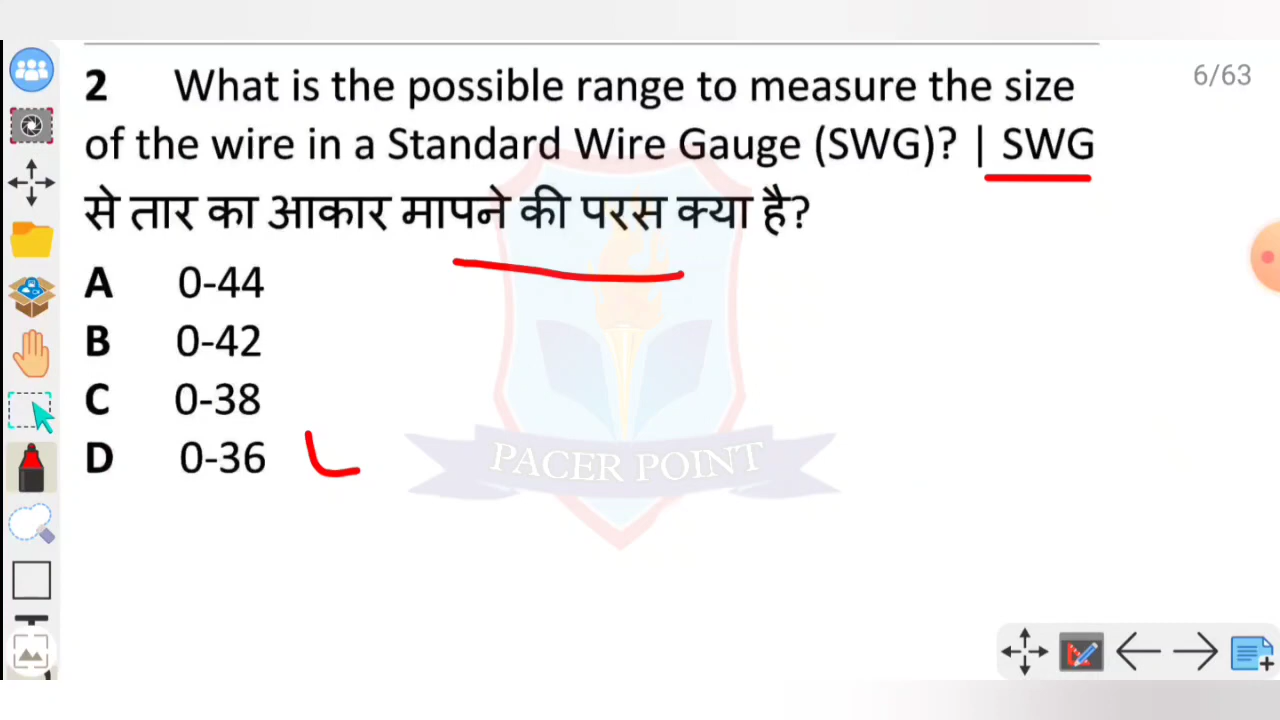 6/63
2 What is the possible range to measure the size
of the wire in a Standard Wire Gauge (SWG)? | SWG
से तार का आकार मापने की परस क्या है?
A 0-44
B 0-42
C 0-38
D 0-36
PACER POINT